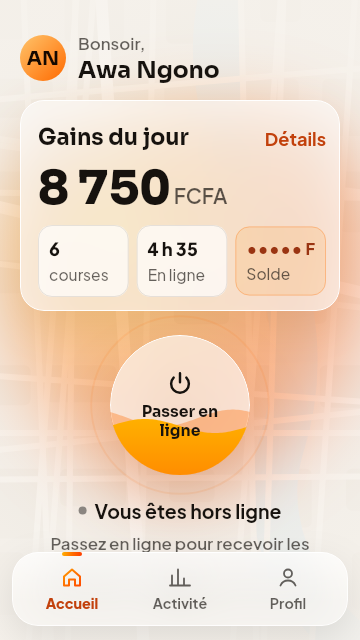 AN
Bonsoir,
Awa Ngono
Gains du jour
Détails
8 750 FCFA
6
courses
4 h 35
En ligne
●●●●● F
Solde
Passer en
ligne
Vous êtes hors ligne
Passez en ligne pour recevoir les
Accueil
Activité
Profil